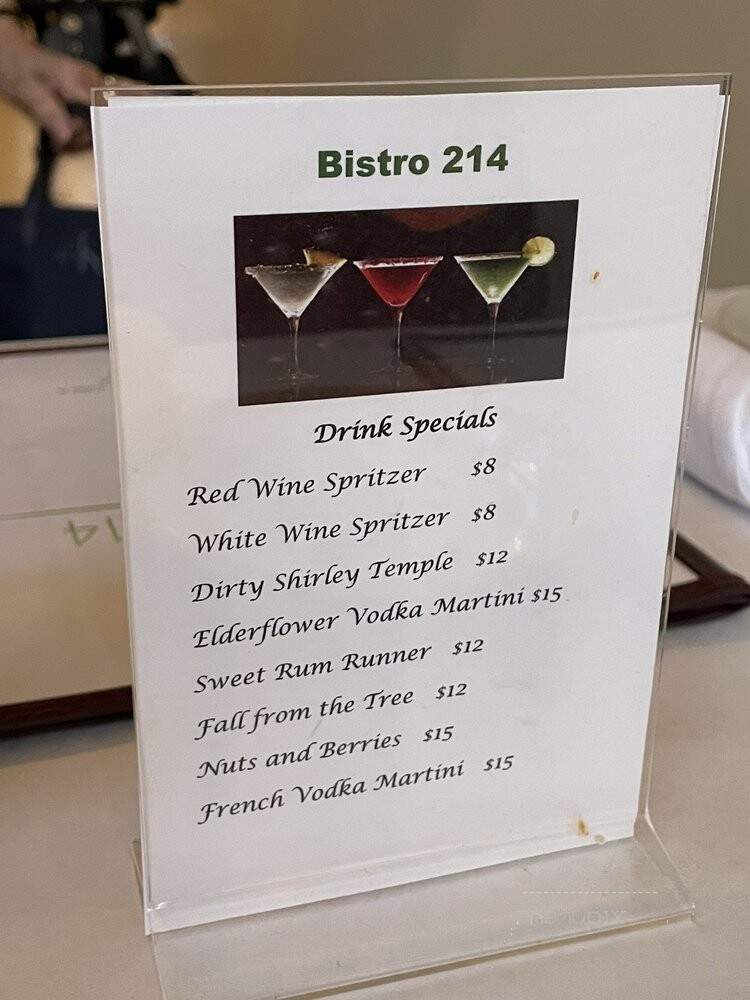 Bistro 214
Drink Specials
Red Wine Spritzer $8
White Wine Spritzer $8
Dirty Shirley Temple $12
Elderflower Vodka Martini $15
Sweet Rum Runner $12
Fall from the Tree $12
Nuts and Berries $15
French Vodka Martini $15